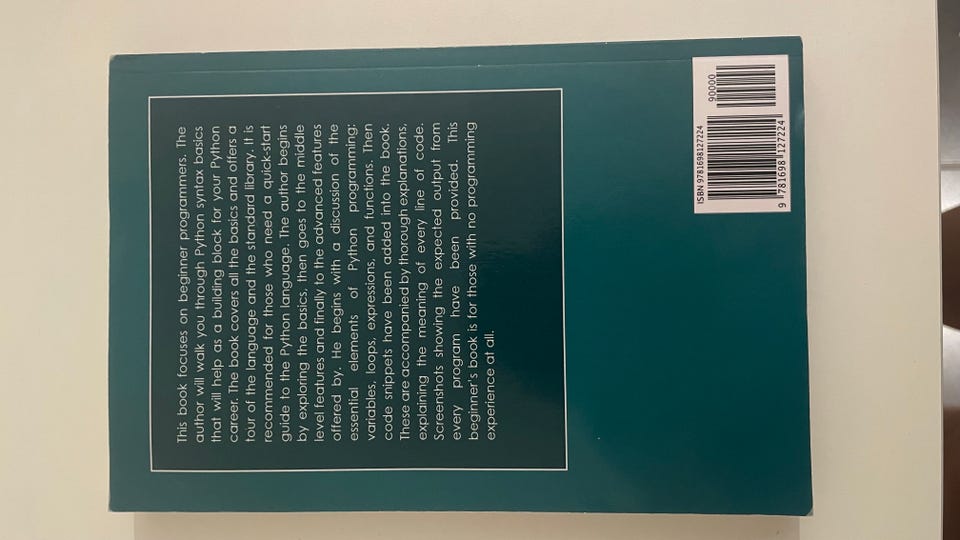 This book focuses on beginner programmers. The
author will walk you through Python syntax basics
that will help as a building block for your Python
career. The book covers all the basics and offers a
tour of the language and the standard library. It is
recommended for those who need a quick-start
guide to the Python language. The author begins
by exploring the basics, then goes to the middle
level features and finally to the advanced features
offered by. He begins with a discussion of the
essential elements of Python programming;
variables, loops, expressions, and functions. Then
code snippets have been added into the book.
These are accompanied by thorough explanations,
explaining the meaning of every line of code.
Screenshots showing the expected output from
every program have been provided. This
beginner's book is for those with no programming
experience at all.
ISBN 9781698127224
90000
9 781698 127224